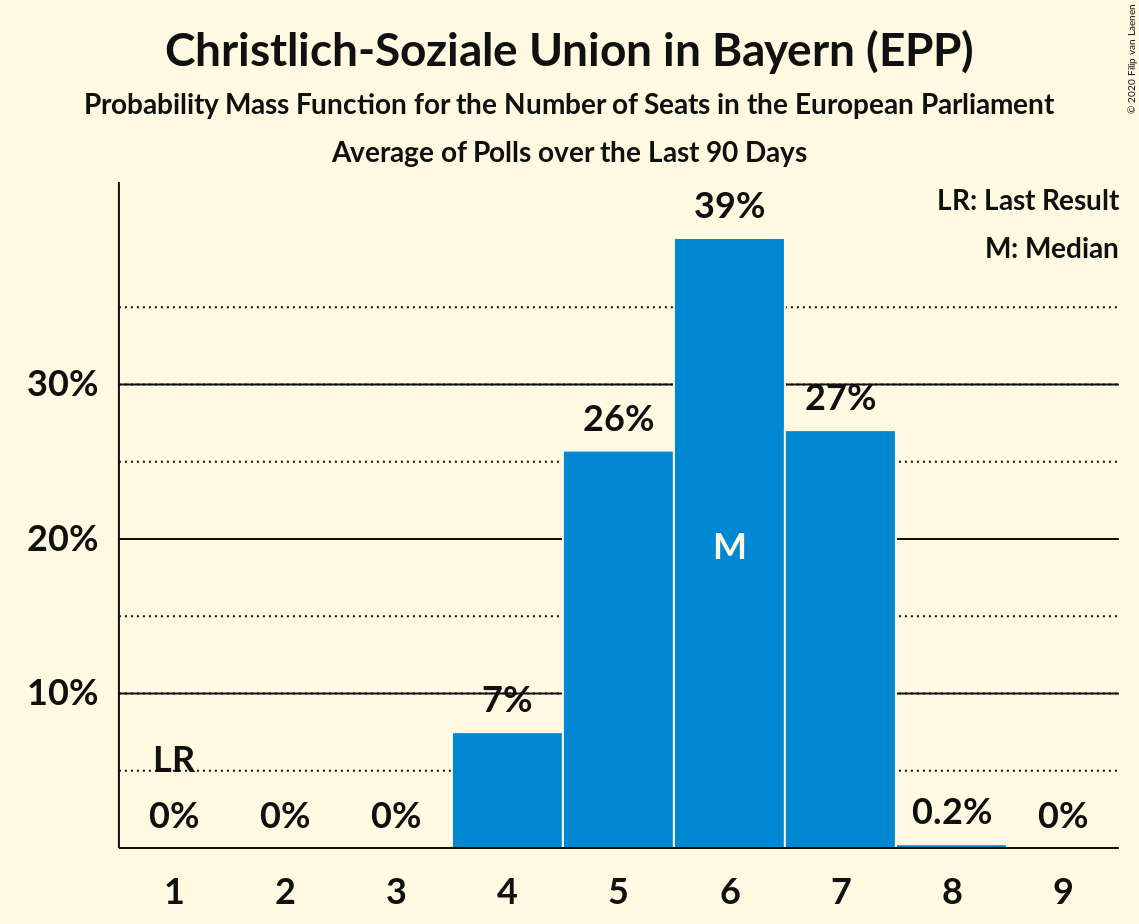 Christlich-Soziale Union in Bayern (EPP)
Probability Mass Function for the Number of Seats in the European Parliament
Average of Polls over the Last 90 Days
© 2020 Filip van Laenen
LR: Last Result
M: Median
39%
30%
27%
26%
20%
M
10%
7%
LR
0%
0%
0%
0.2%
0%
1 2 3 4 5 6 7 8 9